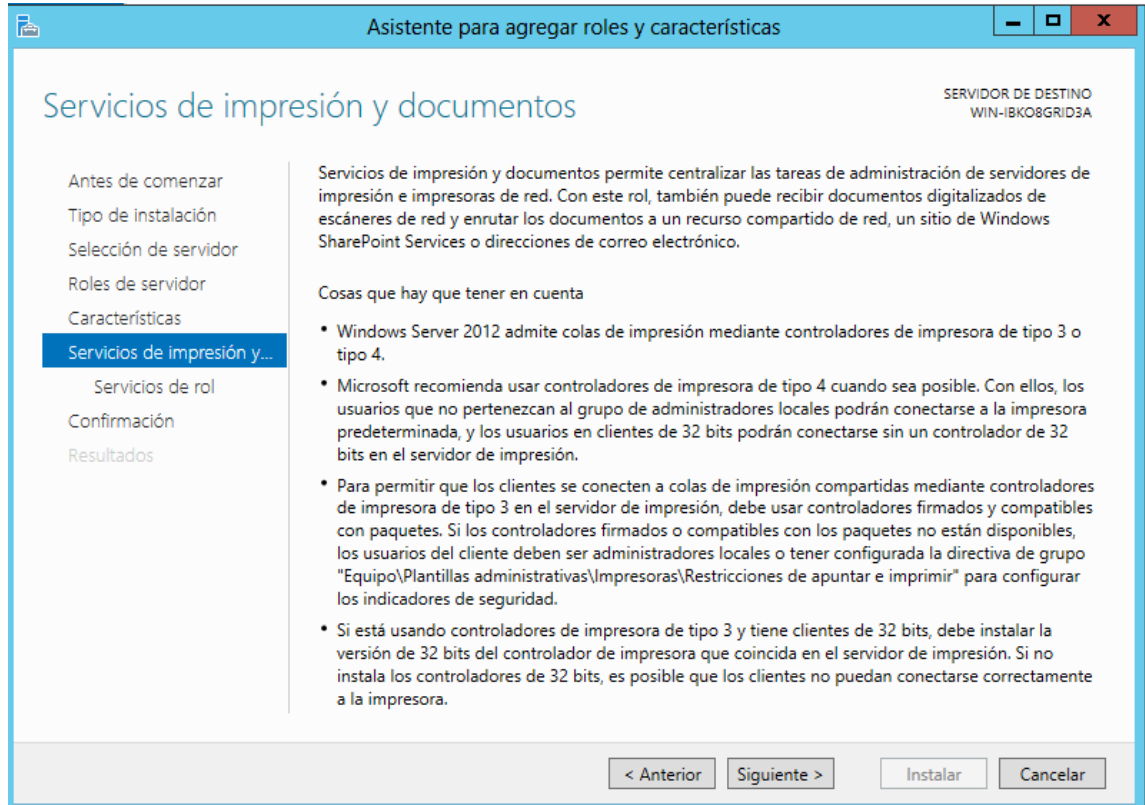 Asistente para agregar roles y características
Servicios de impresión y documentos
SERVIDOR DE DESTINO
WIN-IBKO8GRID3A
Antes de comenzar
Tipo de instalación
Selección de servidor
Roles de servidor
Características
Servicios de impresión y...
Servicios de rol
Confirmación
Resultados
Servicios de impresión y documentos permite centralizar las tareas de administración de servidores de
impresión e impresoras de red. Con este rol, también puede recibir documentos digitalizados de
escáneres de red y enrutar los documentos a un recurso compartido de red, un sitio de Windows
SharePoint Services o direcciones de correo electrónico.
Cosas que hay que tener en cuenta
• Windows Server 2012 admite colas de impresión mediante controladores de impresora de tipo 3 o
tipo 4.
• Microsoft recomienda usar controladores de impresora de tipo 4 cuando sea posible. Con ellos, los
usuarios que no pertenezcan al grupo de administradores locales podrán conectarse a la impresora
predeterminada, y los usuarios en clientes de 32 bits podrán conectarse sin un controlador de 32
bits en el servidor de impresión.
• Para permitir que los clientes se conecten a colas de impresión compartidas mediante controladores
de impresora de tipo 3 en el servidor de impresión, debe usar controladores firmados y compatibles
con paquetes. Si los controladores firmados o compatibles con los paquetes no están disponibles,
los usuarios del cliente deben ser administradores locales o tener configurada la directiva de grupo
"Equipo\Plantillas administrativas\Impresoras\Restricciones de apuntar e imprimir" para configurar
los indicadores de seguridad.
• Si está usando controladores de impresora de tipo 3 y tiene clientes de 32 bits, debe instalar la
versión de 32 bits del controlador de impresora que coincida en el servidor de impresión. Si no
instala los controladores de 32 bits, es posible que los clientes no puedan conectarse correctamente
a la impresora.
< Anterior
Siguiente >
Instalar
Cancelar